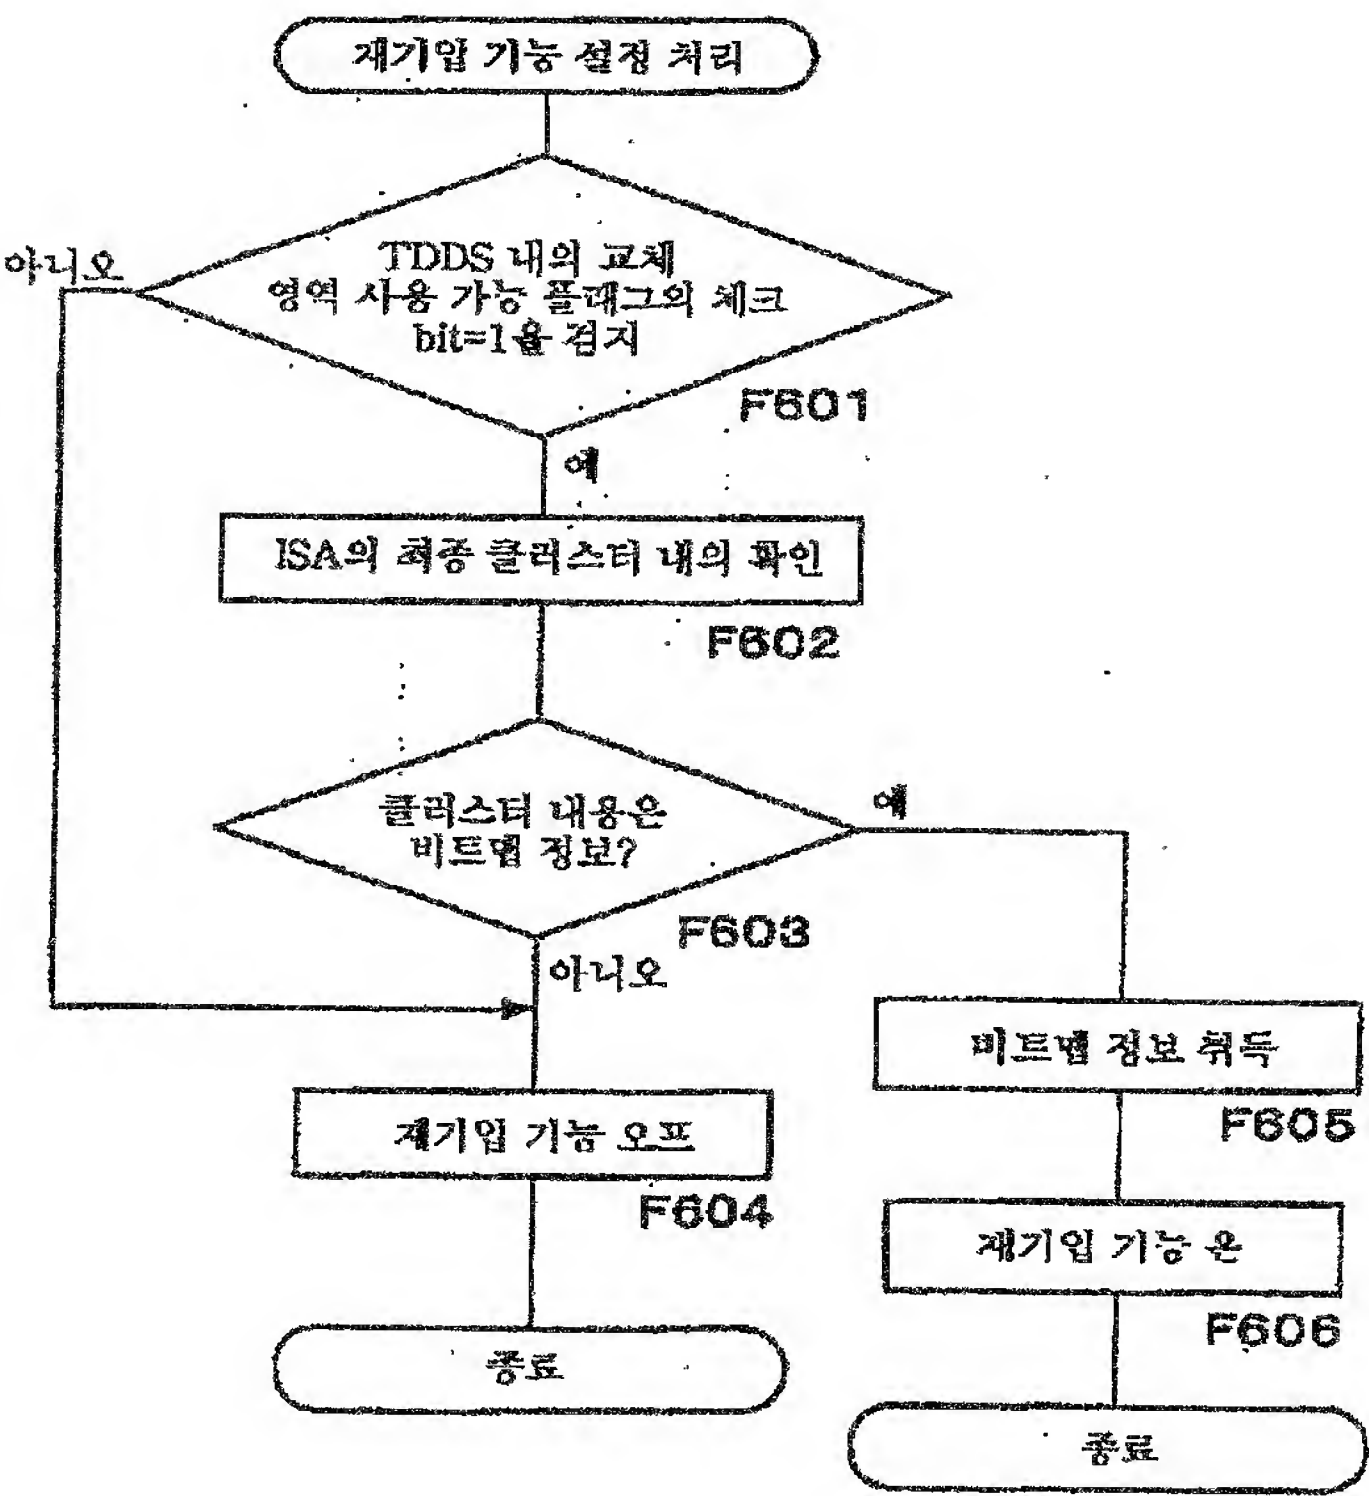 재기입 기능 설정 처리
아니오
TDDS 내의 교체
영역 사용 가능 플래그의 체크
bit=1을 검지
F601
예
ISA의 최종 클러스터 내의 확인
F602
클러스터 내용은
비트맵 정보?
예
F603
아니오
비트맵 정보 취득
F605
재기입 기능 오프
F604
재기입 기능 온
F606
종료
종료